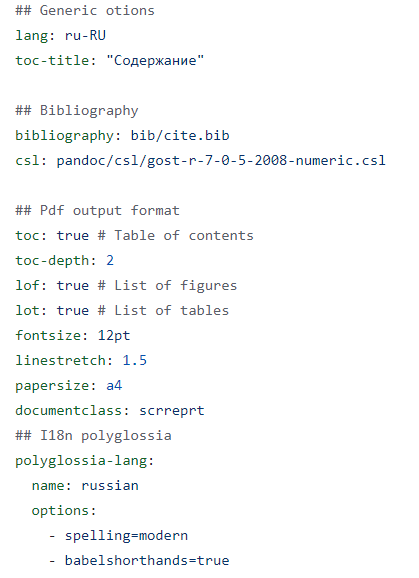 ## Generic otions
lang: ru-RU
toc-title: "Содержание"
## Bibliography
bibliography: bib/cite.bib
csl: pandoc/csl/gost-r-7-0-5-2008-numeric.csl
## Pdf output format
toc: true # Table of contents
toc-depth: 2
lof: true # List of figures
lot: true # List of tables
fontsize: 12pt
linestretch: 1.5
papersize: a4
documentclass: scrreprt
## I18n polyglossia
polyglossia-lang:
  name: russian
  options:
    - spelling=modern
    - babelshorthands=true